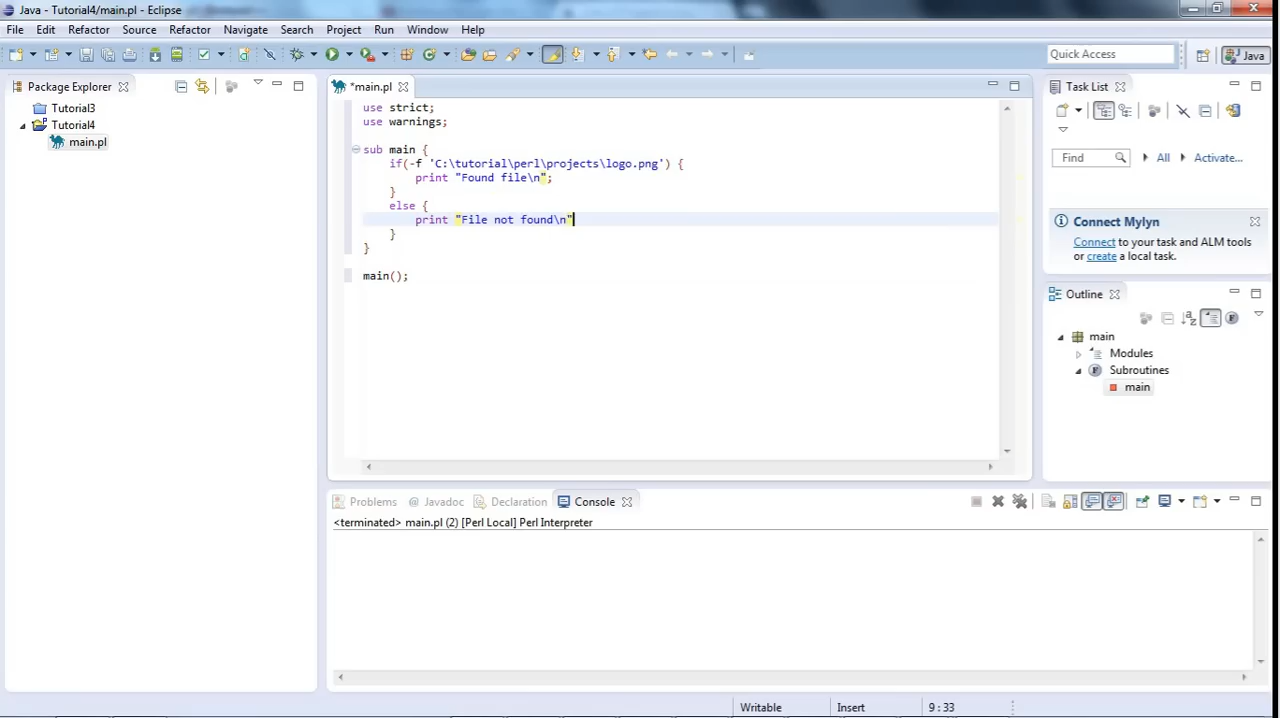 Java - Tutorial4/main.pl - Eclipse
File Edit Refactor Source Refactor Navigate Search Project Run Window Help
Quick Access
Java
Package Explorer
Tutorial3
Tutorial4
main.pl
*main.pl
use strict;
use warnings;
sub main {
if(-f 'C:\tutorial\perl\projects\logo.png') {
print "Found file\n";
}
else {
print "File not found\n"
}
}
main();
Task List
Find
All
Activate...
Connect Mylyn
Connect to your task and ALM tools
or create a local task.
Outline
main
Modules
Subroutines
main
Problems @ Javadoc Declaration Console
<terminated> main.pl (2) [Perl Local] Perl Interpreter
Writable Insert 9 : 33